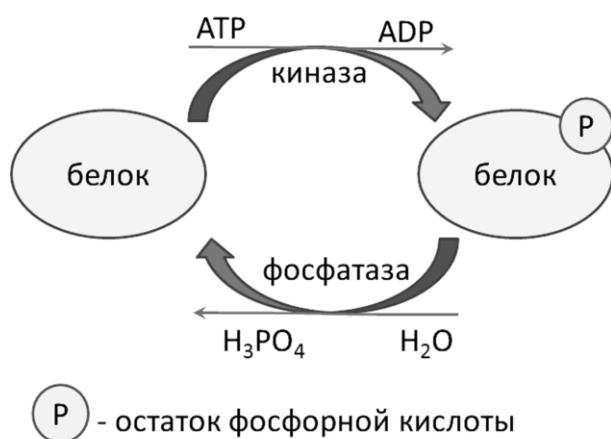 ATP ADP
киназа
белок
белок
P
фосфатаза
H₃PO₄ H₂O
P - остаток фосфорной кислоты